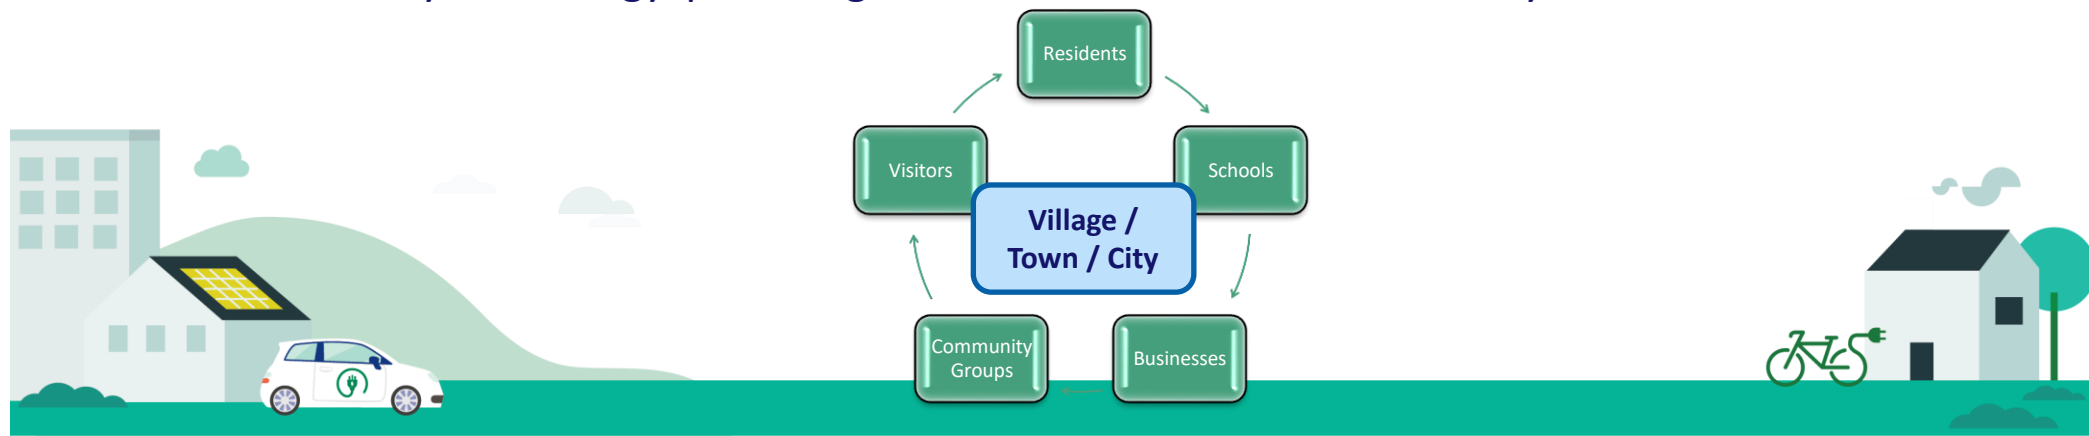 Residents
Visitors
Schools
Village /
Town / City
Community
Groups
Businesses